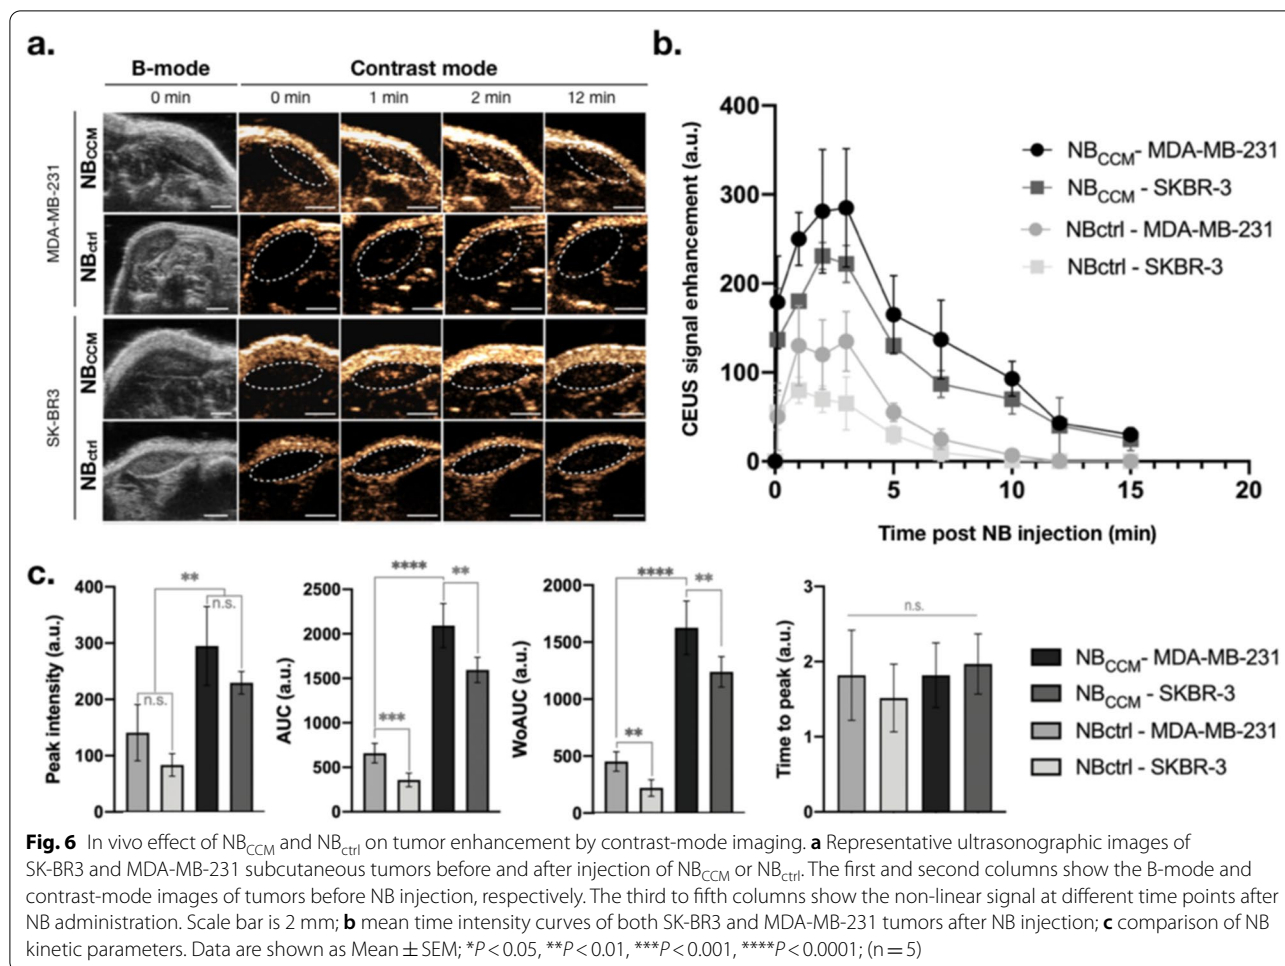 a.
B-mode Contrast mode
0 min 0 min 1 min 2 min 12 min
MDA-MB-231
NBCCM
NBctrl
SK-BR3
NBCCM
NBctrl
b.
CEUS signal enhancement (a.u.)
400
300
200
100
0
0 5 10 15 20
Time post NB injection (min)
NBCCM- MDA-MB-231
NBCCM - SKBR-3
NBctrl - MDA-MB-231
NBctrl - SKBR-3
c.
Peak intensity (a.u.)
400
300
200
100
0
**
n.s.
n.s.
AUC (a.u.)
2500
2000
1500
1000
500
0
****
**
***
WoAUC (a.u.)
2000
1500
1000
500
0
****
**
**
Time to peak (a.u.)
3
2
1
0
n.s.
NBCCM- MDA-MB-231
NBCCM - SKBR-3
NBctrl - MDA-MB-231
NBctrl - SKBR-3
Fig. 6 In vivo effect of NBCCM and NBctrl on tumor enhancement by contrast-mode imaging. a Representative ultrasonographic images of
SK-BR3 and MDA-MB-231 subcutaneous tumors before and after injection of NBCCM or NBctrl. The first and second columns show the B-mode and
contrast-mode images of tumors before NB injection, respectively. The third to fifth columns show the non-linear signal at different time points after
NB administration. Scale bar is 2 mm; b mean time intensity curves of both SK-BR3 and MDA-MB-231 tumors after NB injection; c comparison of NB
kinetic parameters. Data are shown as Mean ± SEM; *P < 0.05, **P < 0.01, ***P < 0.001, ****P < 0.0001; (n = 5)